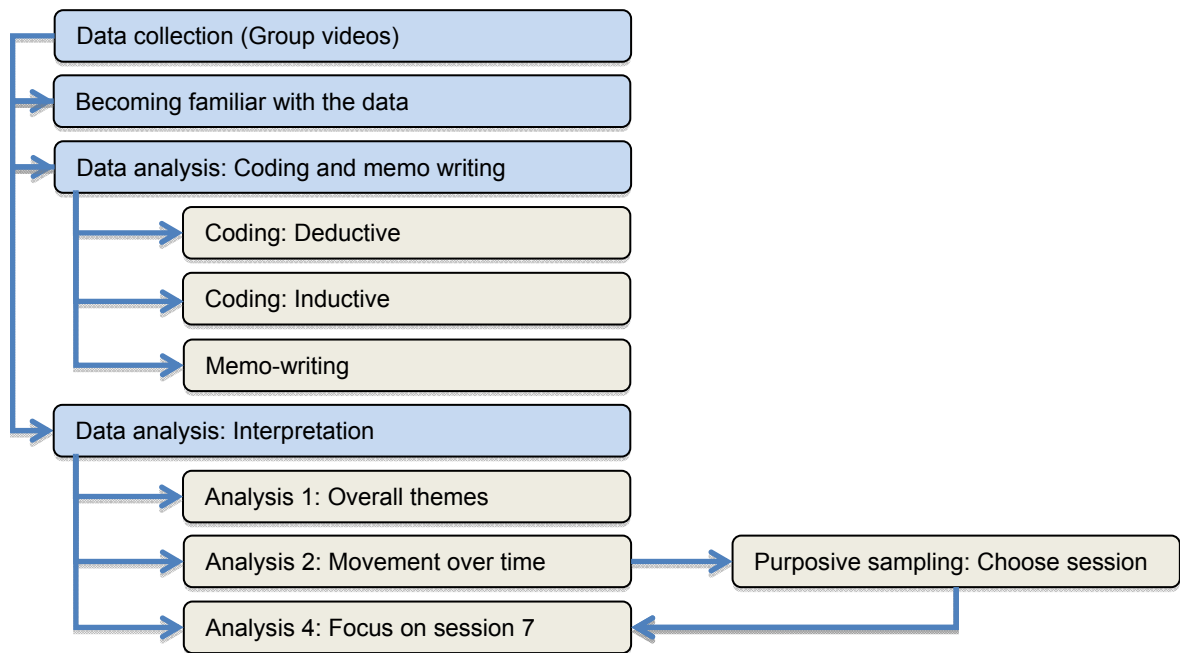 Data collection (Group videos)
Becoming familiar with the data
Data analysis: Coding and memo writing
Coding: Deductive
Coding: Inductive
Memo-writing
Data analysis: Interpretation
Analysis 1: Overall themes
Analysis 2: Movement over time
Purposive sampling: Choose session
Analysis 4: Focus on session 7